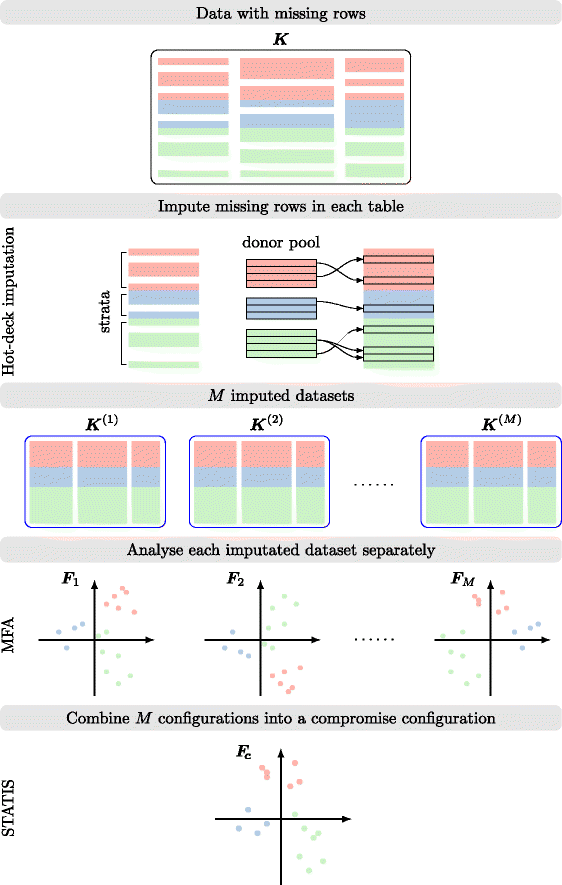 Data with missing rows
K
Impute missing rows in each table
Hot-deck imputation
strata
donor pool
M imputed datasets
K(1)
K(2)
K(M)
......
Analyse each imputated dataset separately
MFA
F1
F2
FM
......
Combine M configurations into a compromise configuration
STATIS
Fc